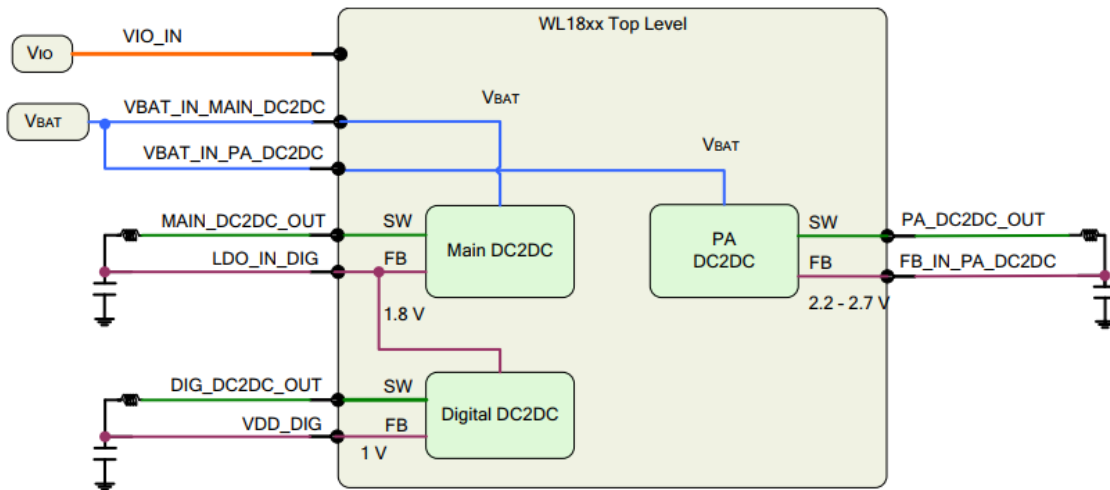 WL18xx Top Level
VIO_IN
VIO
VBAT_IN_MAIN_DC2DC
VBAT
VBAT
VBAT_IN_PA_DC2DC
VBAT
MAIN_DC2DC_OUT
SW
Main DC2DC
LDO_IN_DIG
FB
1.8 V
PA
DC2DC
SW
PA_DC2DC_OUT
FB
FB_IN_PA_DC2DC
2.2 - 2.7 V
DIG_DC2DC_OUT
SW
Digital DC2DC
VDD_DIG
FB
1 V